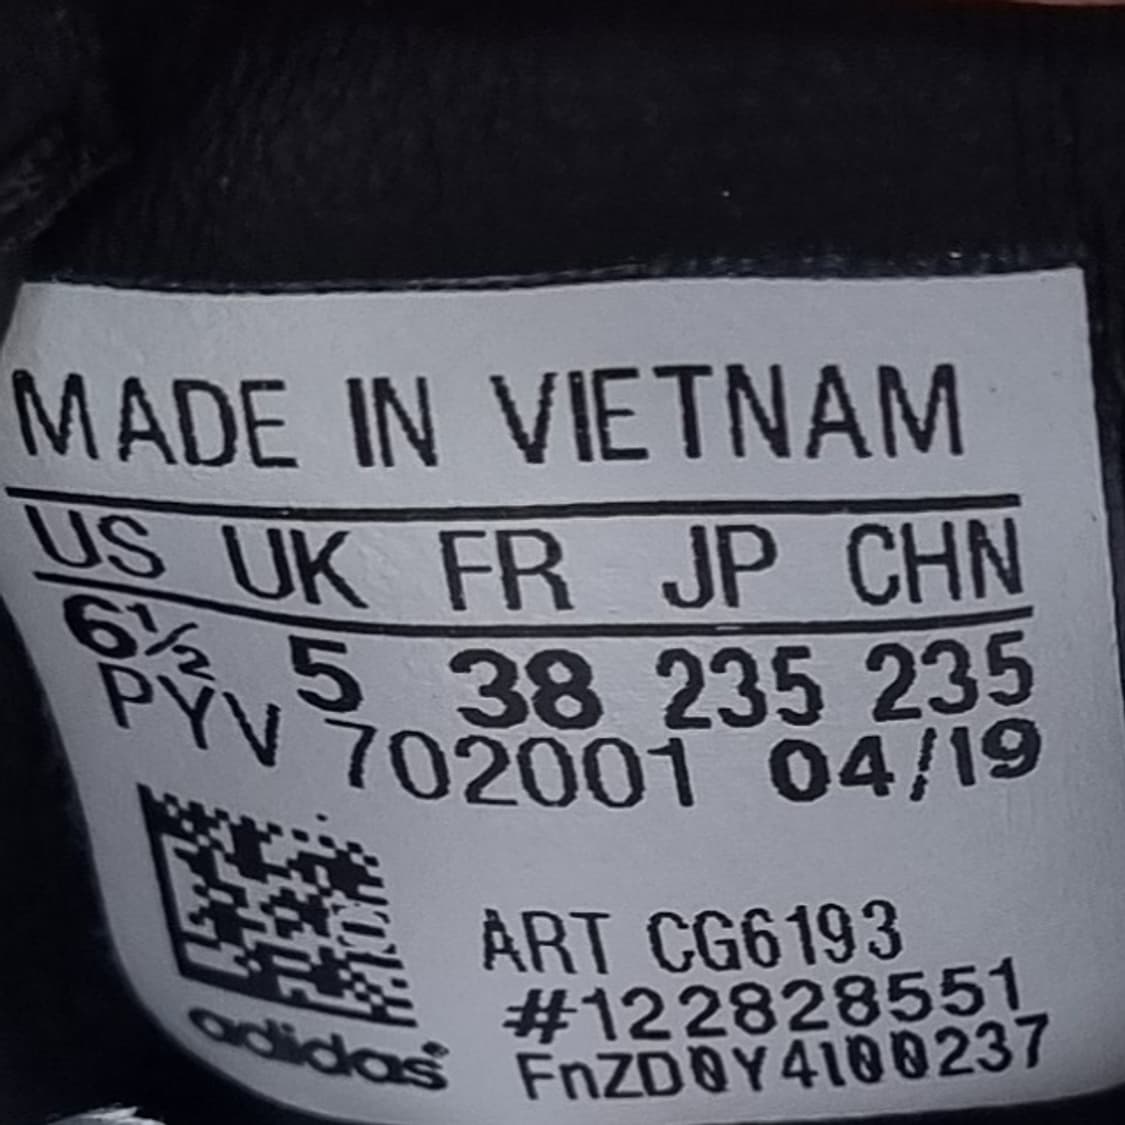 MADE IN VIETNAM
US UK FR JP CHN
6½ 5 38 235 235
PYV 702001 04/19
ART CG6193
#122828551
FnZD0Y4I00237
adidas